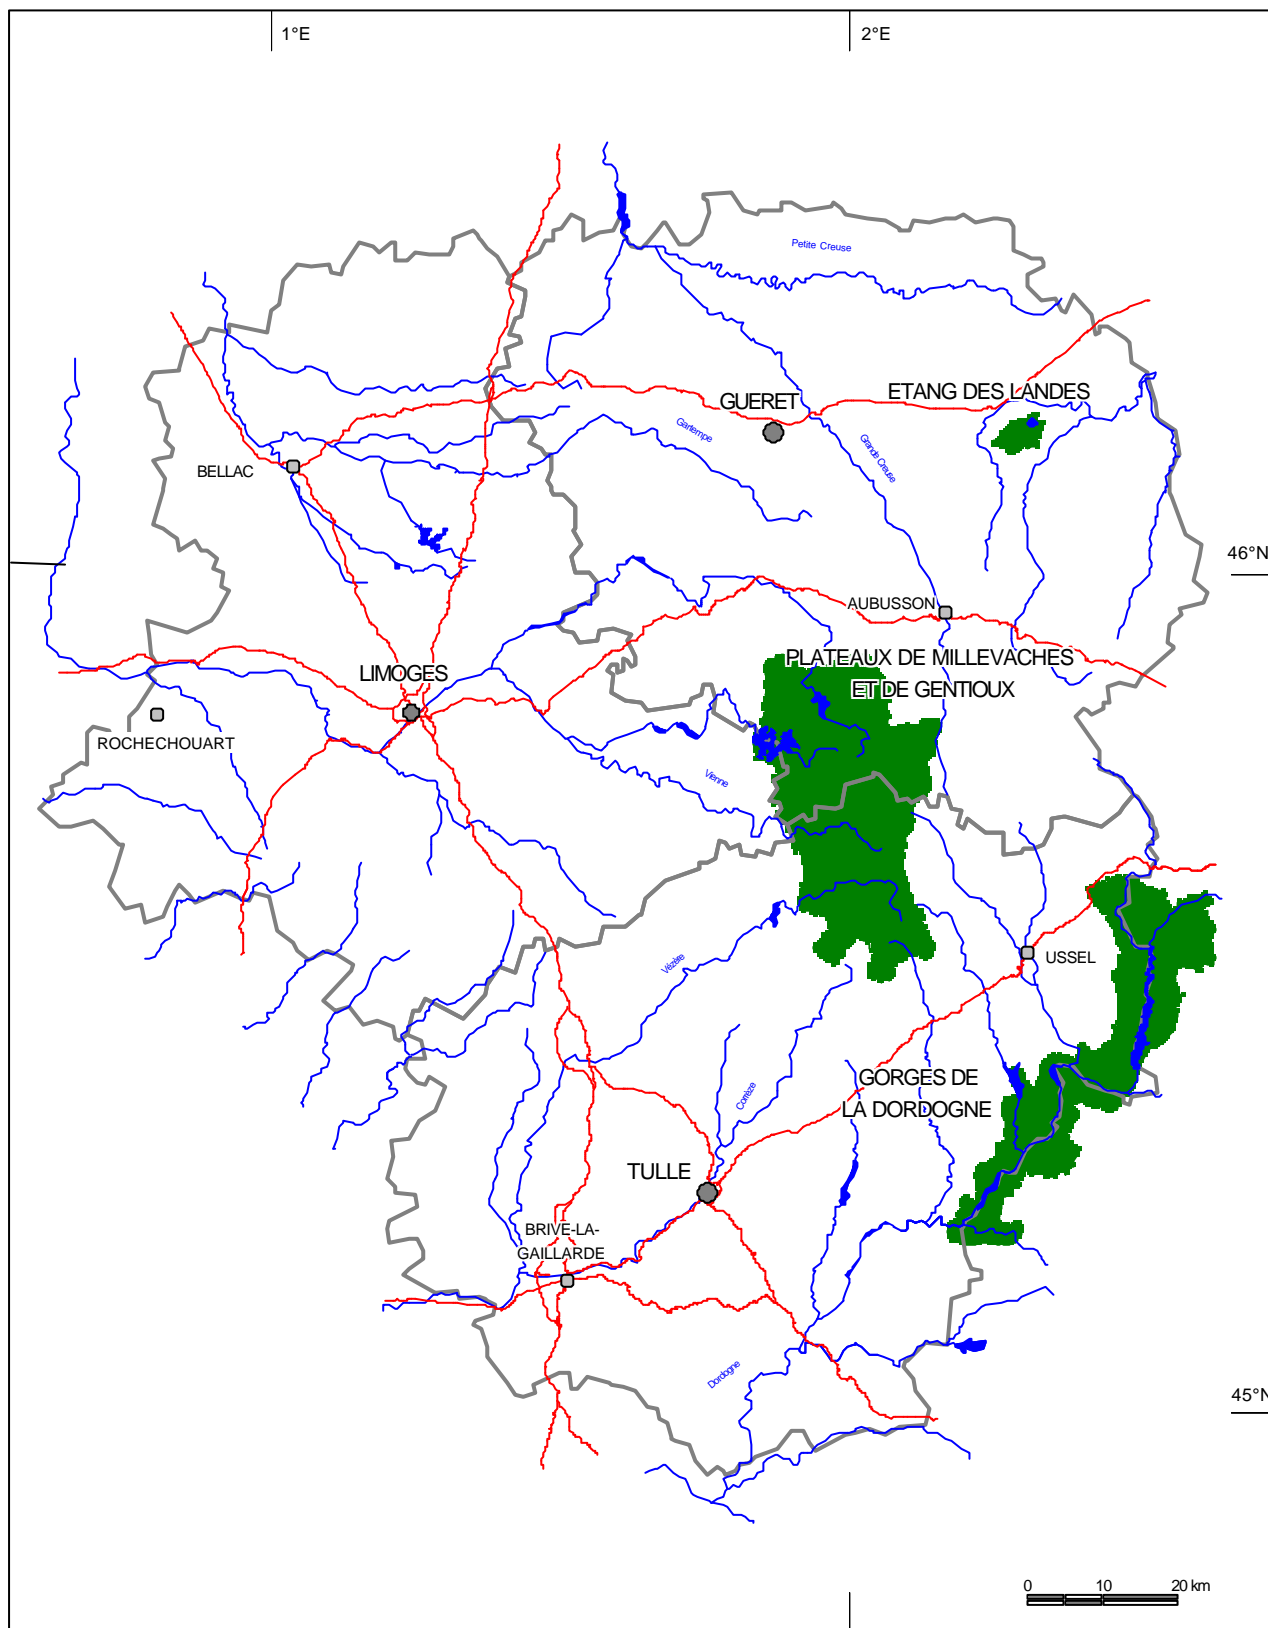 1°E
2°E
Petite Creuse
ETANG DES LANDES
GUERET
Gartempe
Grande Creuse
BELLAC
46°N
AUBUSSON
PLATEAUX DE MILLEVACHES
ET DE GENTIOUX
LIMOGES
ROCHECHOUART
Vienne
USSEL
Vézère
GORGES DE
LA DORDOGNE
Corrèze
TULLE
BRIVE-LA-
GAILLARDE
Dordogne
45°N
0 10 20 km